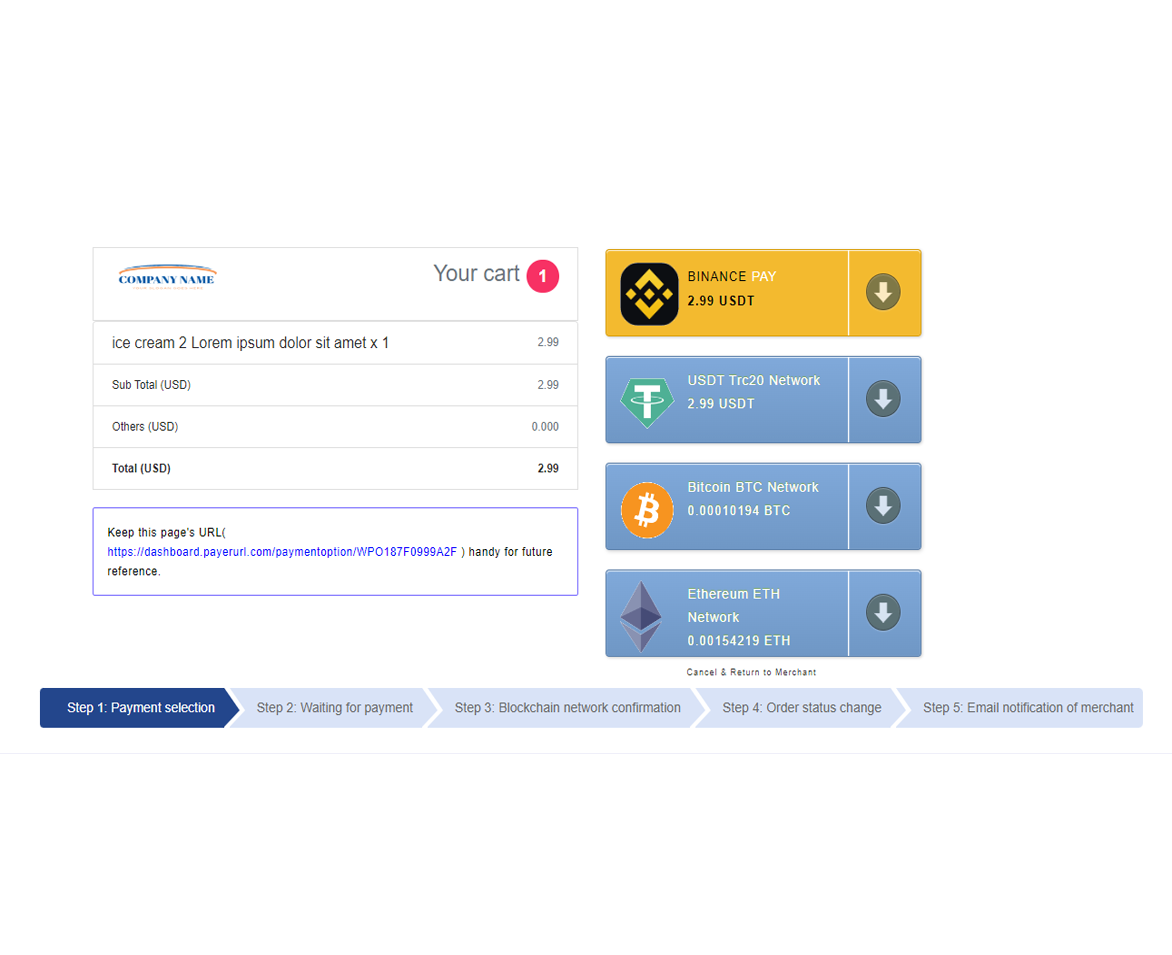 COMPANY NAME
Your cart 1
ice cream 2 Lorem ipsum dolor sit amet x 1 2.99
Sub Total (USD) 2.99
Others (USD) 0.000
Total (USD) 2.99
Keep this page's URL(
https://dashboard.payerurl.com/paymentoption/WPO187F0999A2F ) handy for future
reference.
BINANCE PAY
2.99 USDT
USDT Trc20 Network
2.99 USDT
Bitcoin BTC Network
0.00010194 BTC
Ethereum ETH
Network
0.00154219 ETH
Cancel & Return to Merchant
Step 1: Payment selection
Step 2: Waiting for payment
Step 3: Blockchain network confirmation
Step 4: Order status change
Step 5: Email notification of merchant